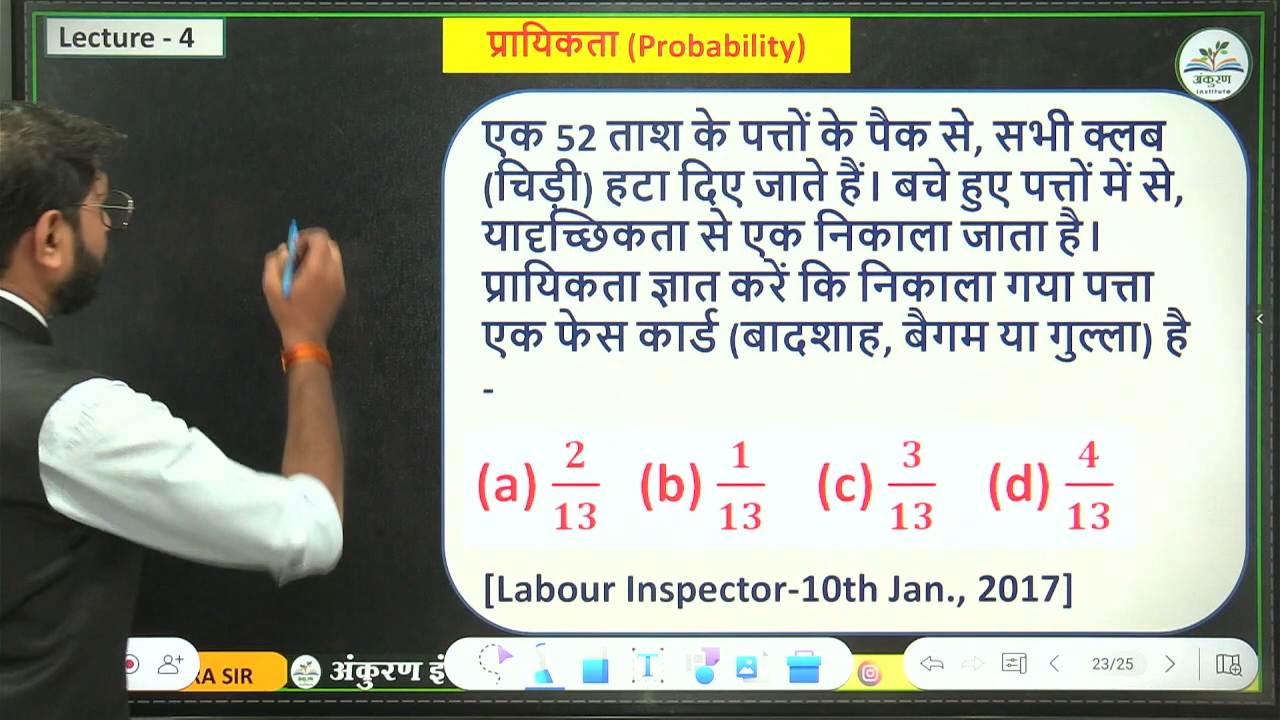 Lecture - 4
प्रायिकता (Probability)
अंकुरण
Institute
एक 52 ताश के पत्तों के पैक से, सभी क्लब
(चिड़ी) हटा दिए जाते हैं। बचे हुए पत्तों में से,
यादृच्छिकता से एक निकाला जाता है।
प्रायिकता ज्ञात करें कि निकाला गया पत्ता
एक फेस कार्ड (बादशाह, बैगम या गुल्ला) है
-
(a) 2/13 (b) 1/13 (c) 3/13 (d) 4/13
[Labour Inspector-10th Jan., 2017]
RA SIR
अंकुरण इं
T
23/25